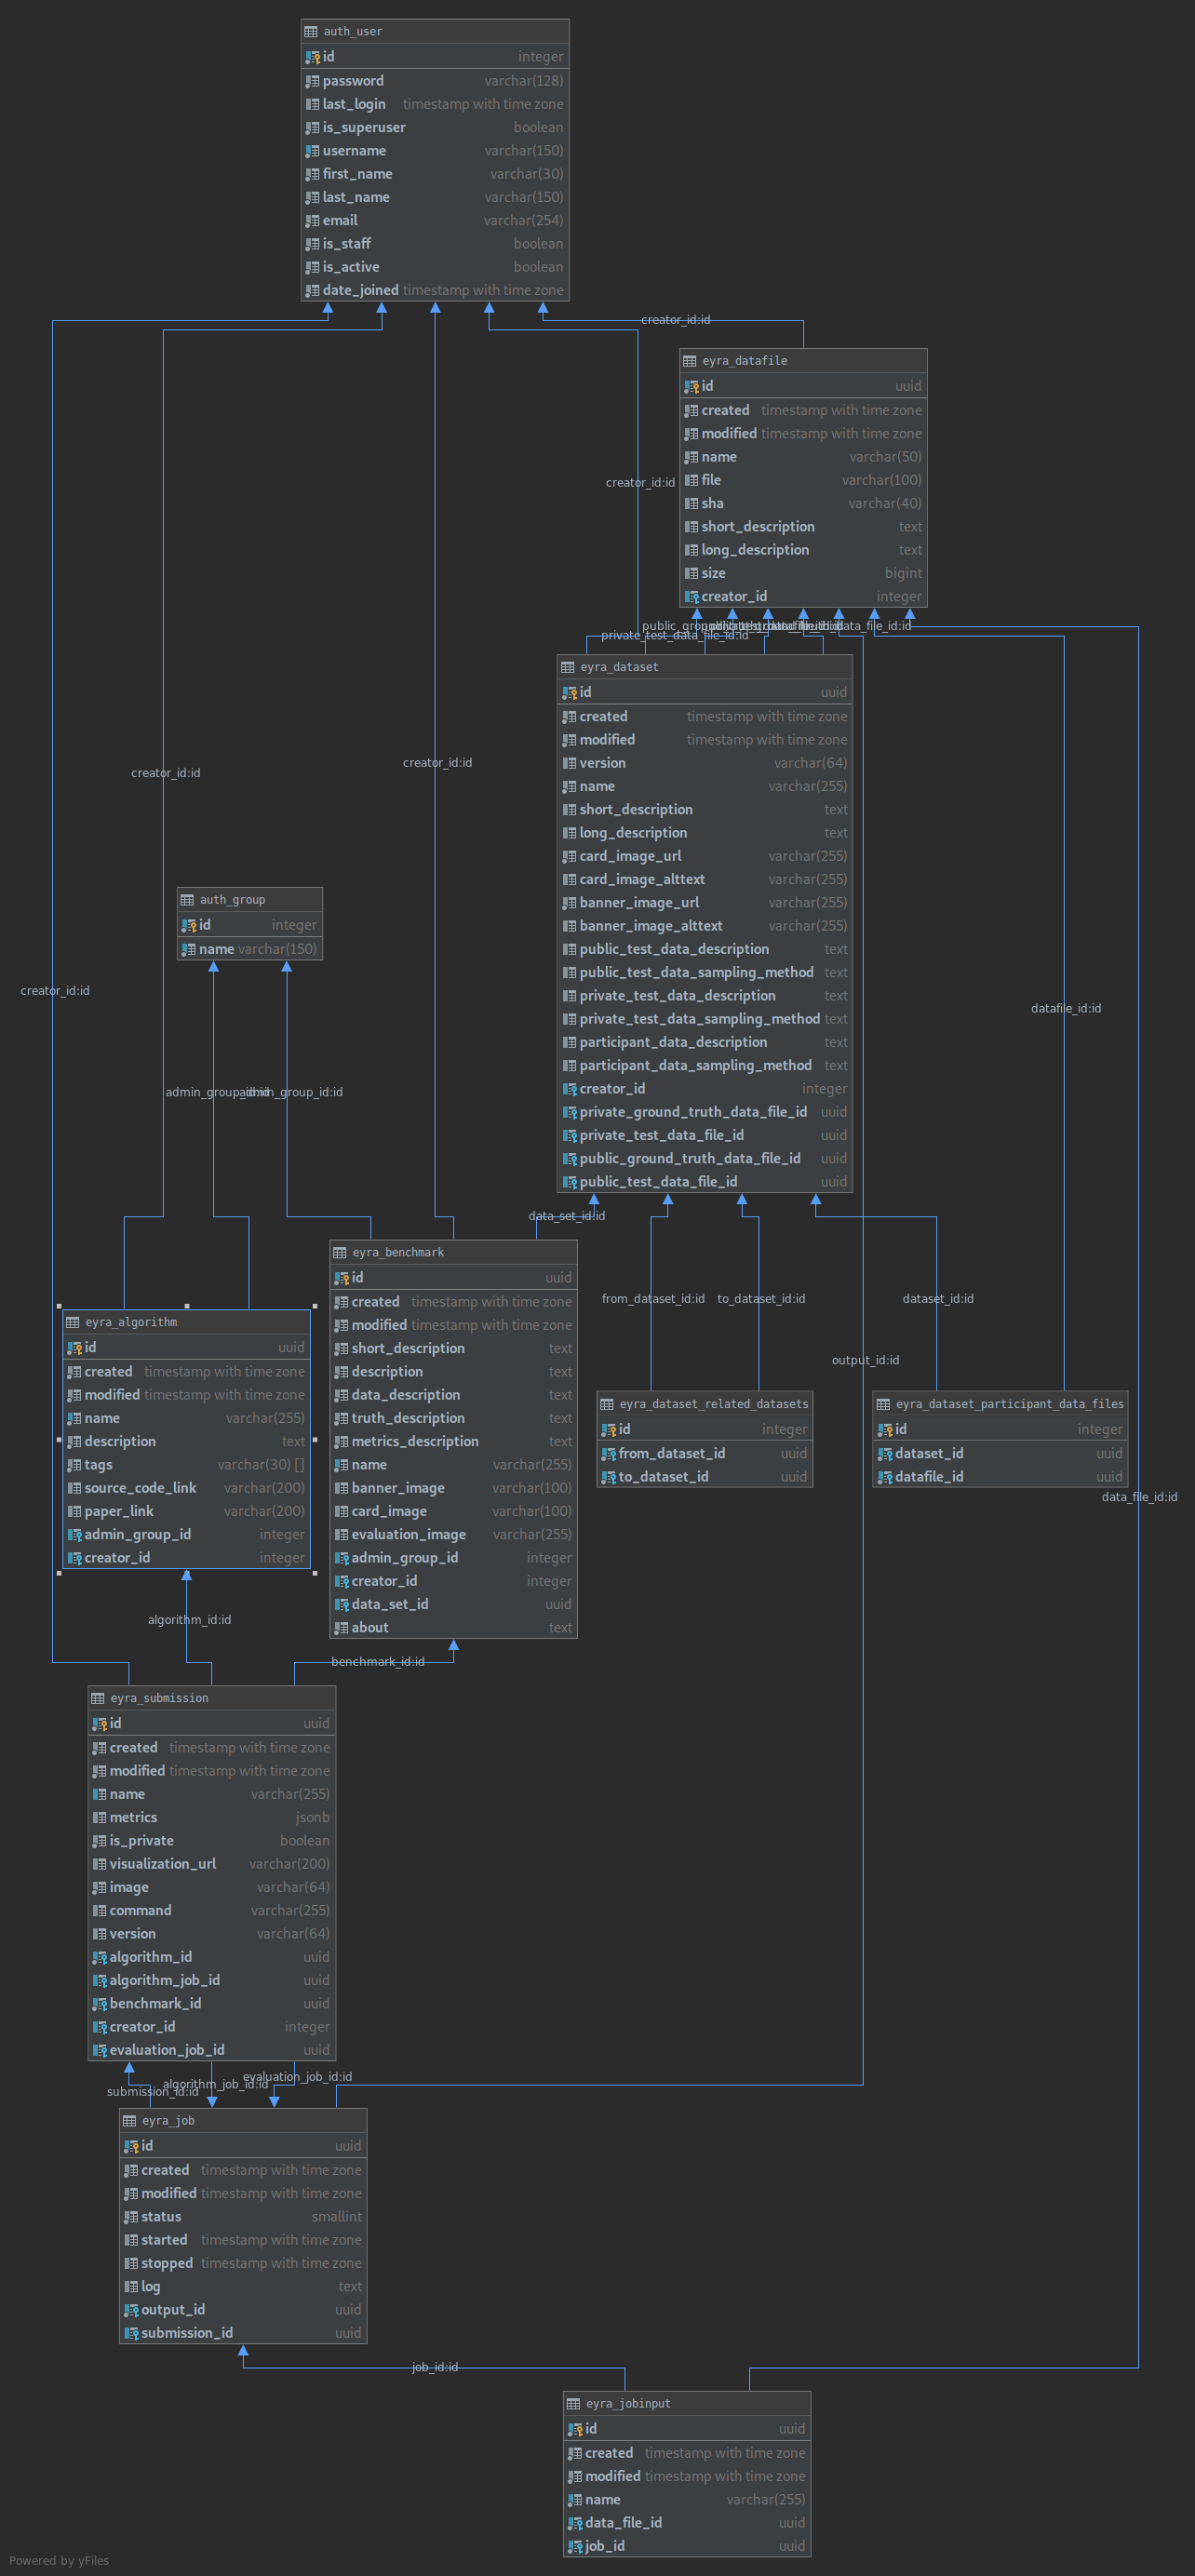 auth_user
id integer
password varchar(128)
last_login timestamp with time zone
is_superuser boolean
username varchar(150)
first_name varchar(30)
last_name varchar(150)
email varchar(254)
is_staff boolean
is_active boolean
date_joined timestamp with time zone
creator_id:id
eyra_datafile
id uuid
created timestamp with time zone
modified timestamp with time zone
name varchar(50)
file varchar(100)
sha varchar(40)
short_description text
long_description text
size bigint
creator_id integer
creator_id:id
private_test_data_file_id:id
eyra_dataset
id uuid
created timestamp with time zone
modified timestamp with time zone
version varchar(64)
name varchar(255)
short_description text
long_description text
card_image_url varchar(255)
card_image_alttext varchar(255)
banner_image_url varchar(255)
banner_image_alttext varchar(255)
public_test_data_description text
public_test_data_sampling_method text
private_test_data_description text
private_test_data_sampling_method text
participant_data_description text
participant_data_sampling_method text
creator_id integer
private_ground_truth_data_file_id uuid
private_test_data_file_id uuid
public_ground_truth_data_file_id uuid
public_test_data_file_id uuid
creator_id:id
creator_id:id
auth_group
id integer
name varchar(150)
creator_id:id
datafile_id:id
admin_group_id:id
admin_group_id:id
data_set_id:id
eyra_benchmark
id uuid
created timestamp with time zone
modified timestamp with time zone
short_description text
description text
data_description text
truth_description text
metrics_description text
name varchar(255)
banner_image varchar(100)
card_image varchar(100)
evaluation_image varchar(255)
admin_group_id integer
creator_id integer
data_set_id uuid
about text
from_dataset_id:id
to_dataset_id:id
dataset_id:id
output_id:id
eyra_algorithm
id uuid
created timestamp with time zone
modified timestamp with time zone
name varchar(255)
description text
tags varchar(30) []
source_code_link varchar(200)
paper_link varchar(200)
admin_group_id integer
creator_id integer
eyra_dataset_related_datasets
id integer
from_dataset_id uuid
to_dataset_id uuid
eyra_dataset_participant_data_files
id integer
dataset_id uuid
datafile_id uuid
data_file_id:id
algorithm_id:id
benchmark_id:id
eyra_submission
id uuid
created timestamp with time zone
modified timestamp with time zone
name varchar(255)
metrics jsonb
is_private boolean
visualization_url varchar(200)
image varchar(64)
command varchar(255)
version varchar(64)
algorithm_id uuid
algorithm_job_id uuid
benchmark_id uuid
creator_id integer
evaluation_job_id uuid
evaluation_job_id:id
algorithm_job_id:id
submission_id:id
eyra_job
id uuid
created timestamp with time zone
modified timestamp with time zone
status smallint
started timestamp with time zone
stopped timestamp with time zone
log text
output_id uuid
submission_id uuid
job_id:id
eyra_jobinput
id uuid
created timestamp with time zone
modified timestamp with time zone
name varchar(255)
data_file_id uuid
job_id uuid
Powered by yFiles